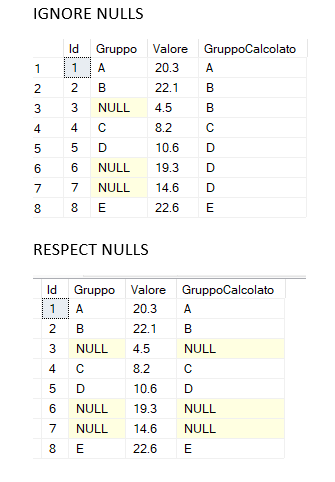 IGNORE NULLS
Id Gruppo Valore GruppoCalcolato
1 1 A 20.3 A
2 2 B 22.1 B
3 3 NULL 4.5 B
4 4 C 8.2 C
5 5 D 10.6 D
6 6 NULL 19.3 D
7 7 NULL 14.6 D
8 8 E 22.6 E
RESPECT NULLS
Id Gruppo Valore GruppoCalcolato
1 A 20.3 A
2 B 22.1 B
3 NULL 4.5 NULL
4 C 8.2 C
5 D 10.6 D
6 NULL 19.3 NULL
7 NULL 14.6 NULL
8 E 22.6 E